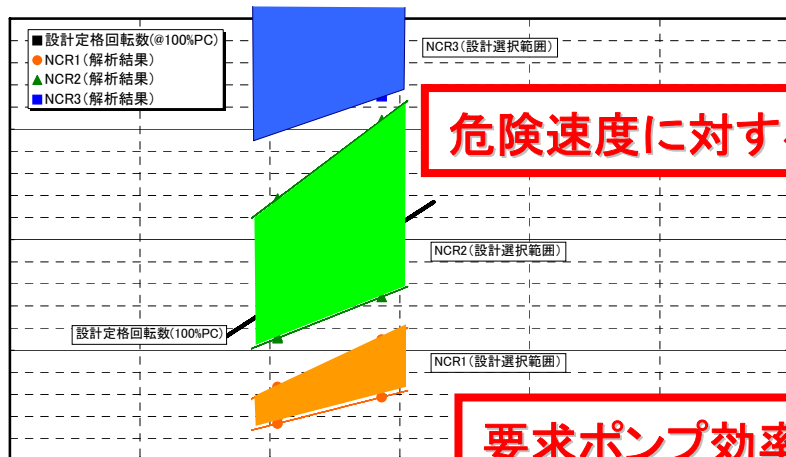 設計定格回転数(@100%PC)
NCR1(解析結果)
NCR2(解析結果)
NCR3(解析結果)
NCR3(設計選択範囲)
危険速度に対す
NCR2(設計選択範囲)
設計定格回転数(100%PC)
NCR1(設計選択範囲)
要求ポンプ効率